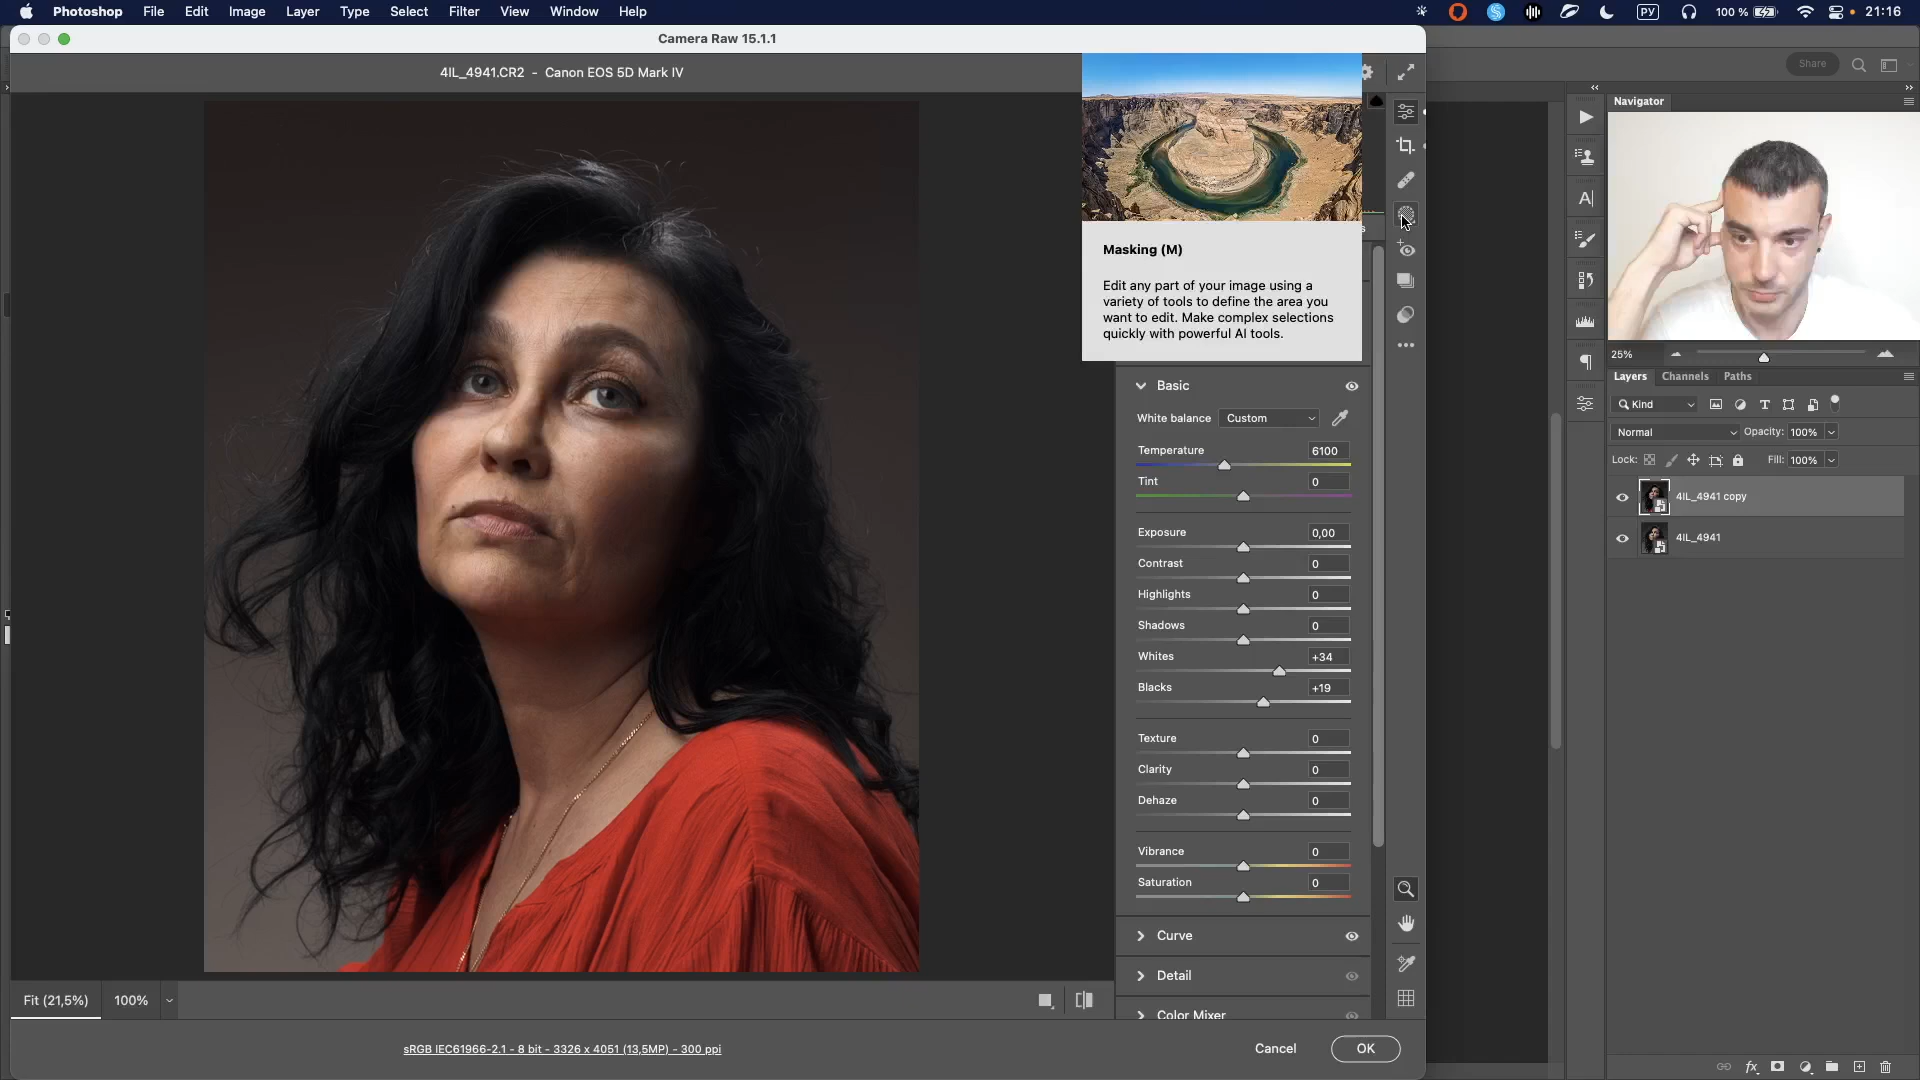 Photoshop File Edit Image Layer Type Select Filter View Window Help
РУ 100 % 21:16
Camera Raw 15.1.1
4IL_4941.CR2 - Canon EOS 5D Mark IV
Share
Navigator
Masking (M)
Edit any part of your image using a
variety of tools to define the area you
want to edit. Make complex selections
quickly with powerful AI tools.
Basic
White balance Custom
Temperature 6100
Tint 0
Exposure 0,00
Contrast 0
Highlights 0
Shadows 0
Whites +34
Blacks +19
Texture 0
Clarity 0
Dehaze 0
Vibrance 0
Saturation 0
Curve
Detail
Color Mixer
25%
Layers Channels Paths
Kind
Normal Opacity: 100%
Lock: Fill: 100%
4IL_4941 copy
4IL_4941
Fit (21,5%) 100%
sRGB IEC61966-2.1 - 8 bit - 3326 x 4051 (13,5MP) - 300 ppi
Cancel OK